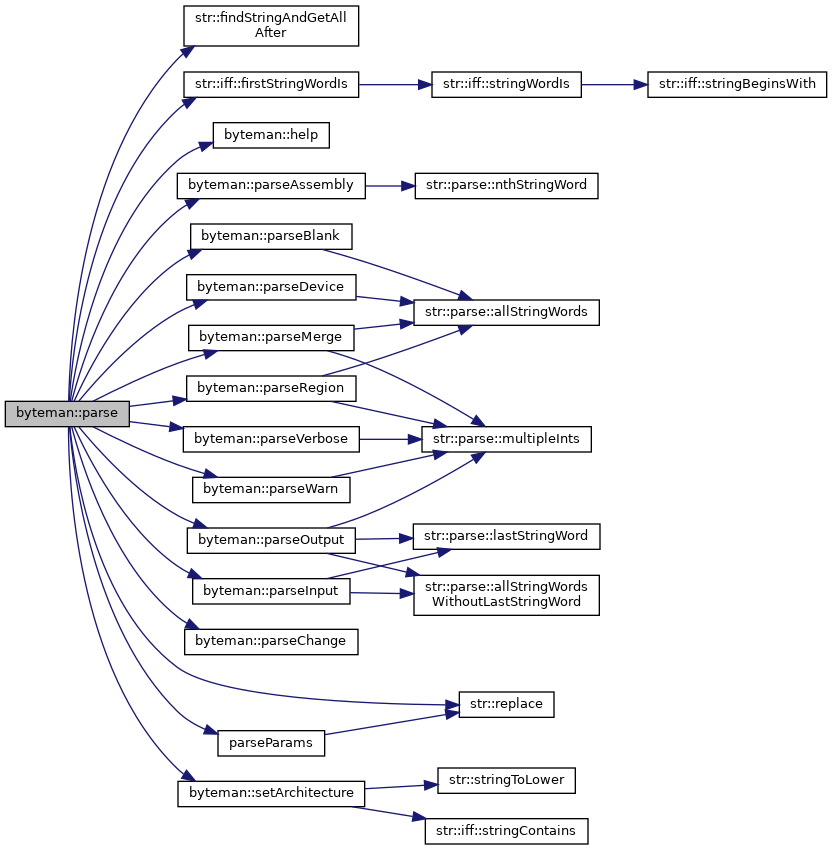 str::findStringAndGetAll
After
str::iff::firstStringWordIs
str::iff::stringWordIs
str::iff::stringBeginsWith
byteman::help
byteman::parseAssembly
str::parse::nthStringWord
byteman::parseBlank
byteman::parseDevice
str::parse::allStringWords
byteman::parseMerge
byteman::parseRegion
byteman::parse
byteman::parseVerbose
str::parse::multipleInts
byteman::parseWarn
byteman::parseOutput
str::parse::lastStringWord
byteman::parseInput
str::parse::allStringWords
WithoutLastStringWord
byteman::parseChange
str::replace
parseParams
byteman::setArchitecture
str::stringToLower
str::iff::stringContains